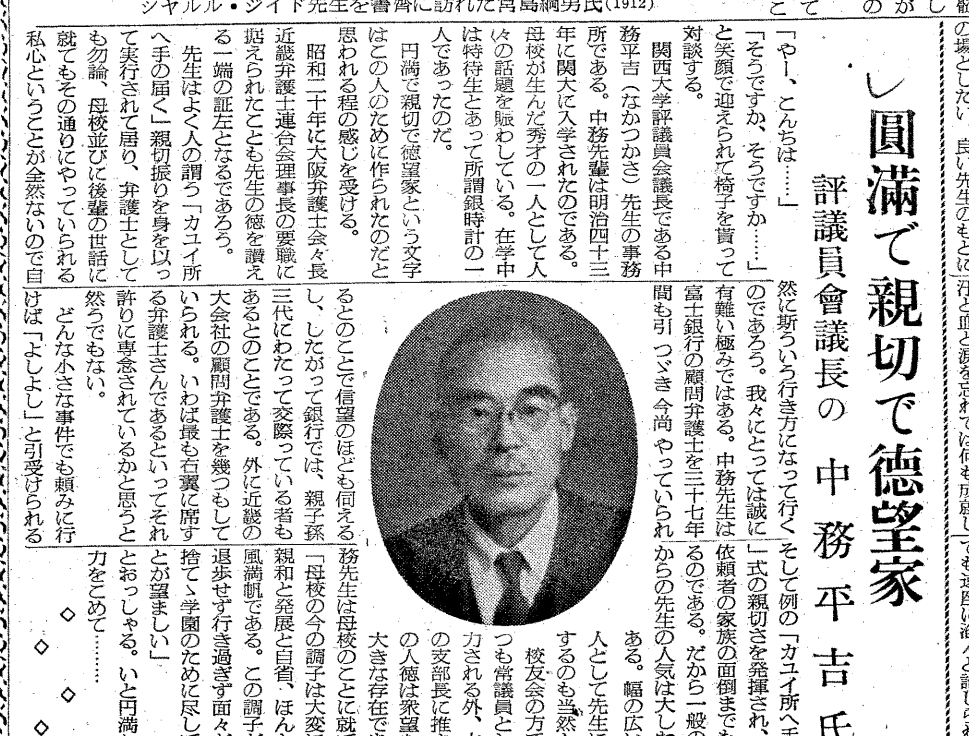 シヤルル・ジイド先生を書齊に訪れた宮島綱男氏(1912)
の場としたい 良い先生のもとに
圓滿で親切で德望家
評議員會議長の 中務平吉氏
「やー、こんちは……」
「そうですか、そうですか……」
と笑顔で迎えられて椅子を貰って
対談する。
関西大学評議員会議長である中
務平吉(なかつかさ)先生の事務
所である。中務先輩は明治四十三
年に関大に入学されたのである。
母校が生んだ秀才の一人として人
々の話題を賑わしている。在学中
は特待生とあって所謂銀時計の一
人であったのだ。
円満で親切で徳望家という文字
はこの人のために作られたのだと
思われる程の感じを受ける。
昭和二十年に大阪弁護士会々長
近畿弁護士連合会理事長の要職に
据えられたことも先生の徳を讃え
る一端の証左となるであろう。
先生はよく人の謂う「カユイ所
へ手の届く」親切振りを身を以っ
て実行されて居り、弁護士として
も勿論、母校並びに後輩の世話に
就てもその通りにやっていられる
私心ということが全然ないので自
然に斯ういう行き方になって行く
のであろう。我々にとっては誠に
有難い極みではある。中務先生は
富士銀行の顧問弁護士を三十七年
間も引つゞき今尚やっていられ
るとのことで信望のほども伺える
し、したがって銀行では、親子孫
三代にわたって交際っている者も
あるとのことである。外に近畿の
大会社の顧問弁護士を幾つもして
いられる。いわば最も右翼に席す
る弁護士さんであるといってそれ
許りに専念されているかと思うと
然うでもない。
どんな小さな事件でも頼みに行
けば「よしよし」と引受けられる
そして例の「カユイ所へ手
」式の親切さを発揮され、
依頼者の家族の面倒までも
るのである。だから一般の
からの先生の人気は大した
ある。幅の広い
人として先生に
するのも当然
校友会の方で
つも常議員と
力される外、
の支部長に推
の人徳は衆望を
大きな存在で
務先生は母校のことに就
「母校の今の調子は大変に
親和と発展と自省、ほん
風満帆である。この調子
退歩せず行き過ぎず面々
捨てゝ学園のために尽し
とが望ましい」
とおっしゃる。いと円満
力をこめて……
◇ ◇ ◇ ◇